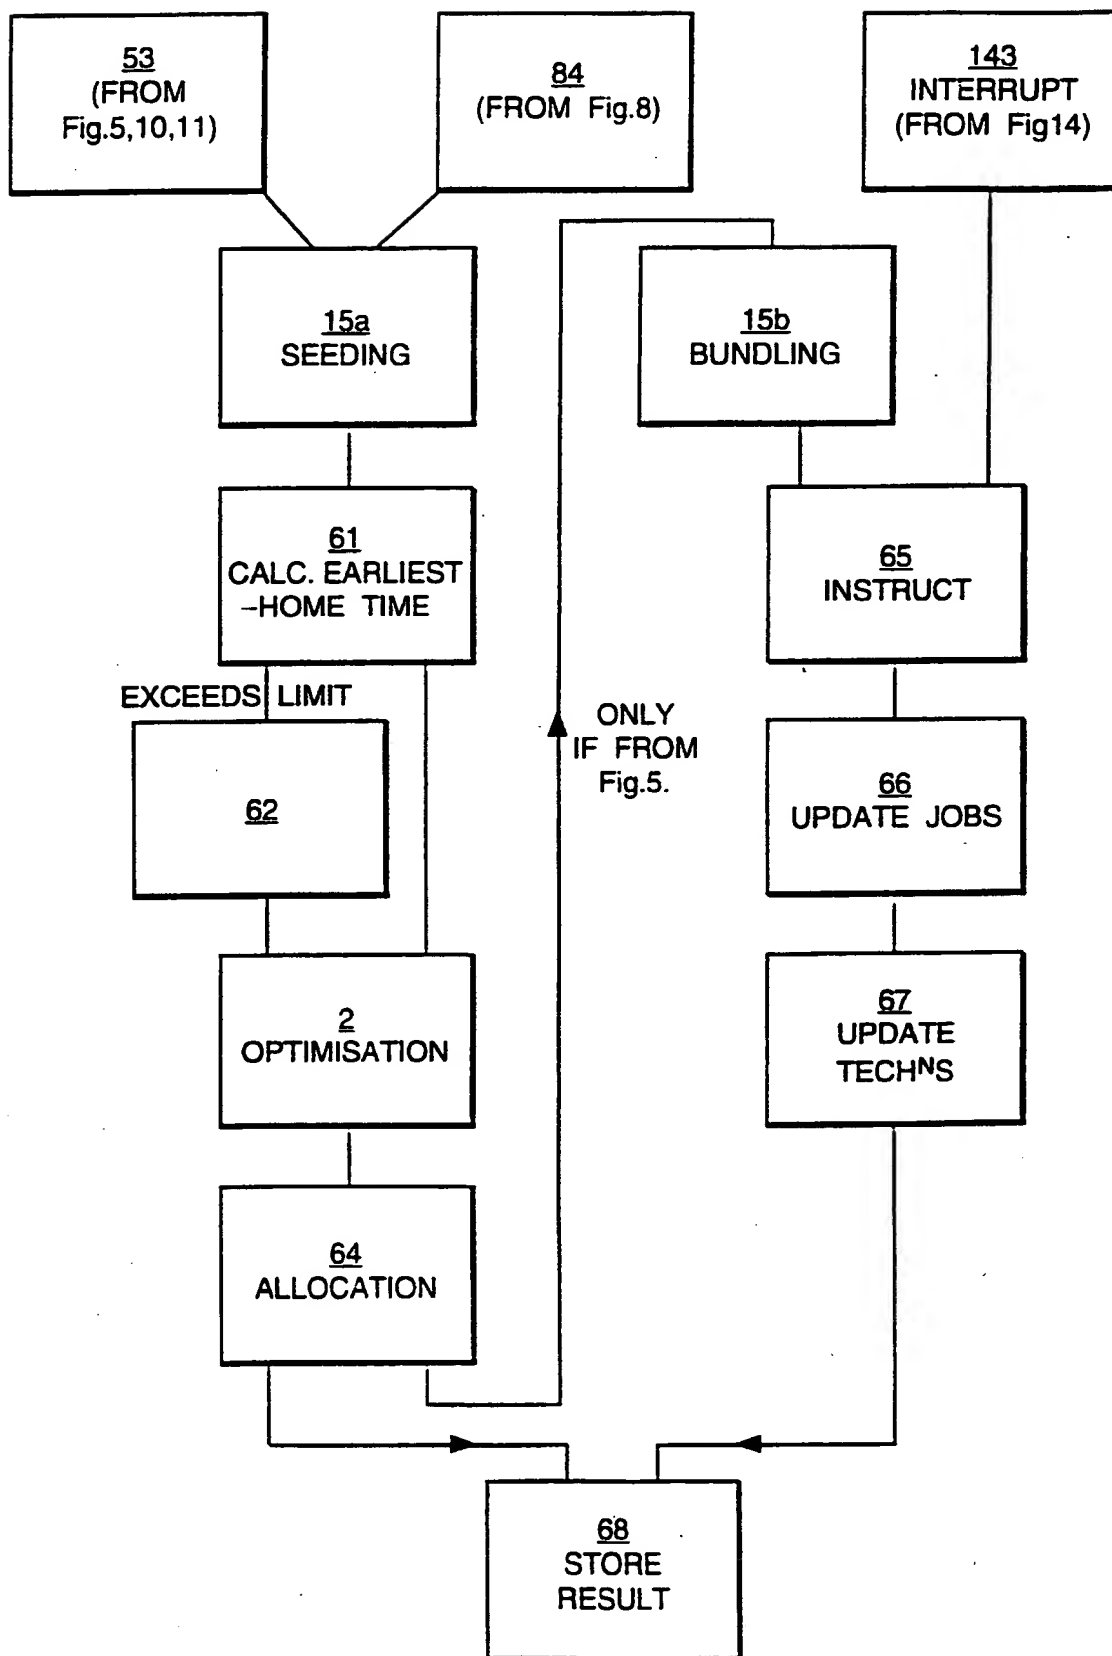 53
(FROM
Fig.5,10,11)
84
(FROM Fig.8)
143
INTERRUPT
(FROM Fig14)
15a
SEEDING
15b
BUNDLING
61
CALC. EARLIEST
-HOME TIME
65
INSTRUCT
EXCEEDS LIMIT
62
ONLY
IF FROM
Fig.5.
66
UPDATE JOBS
2
OPTIMISATION
67
UPDATE
TECHᴺS
64
ALLOCATION
68
STORE
RESULT